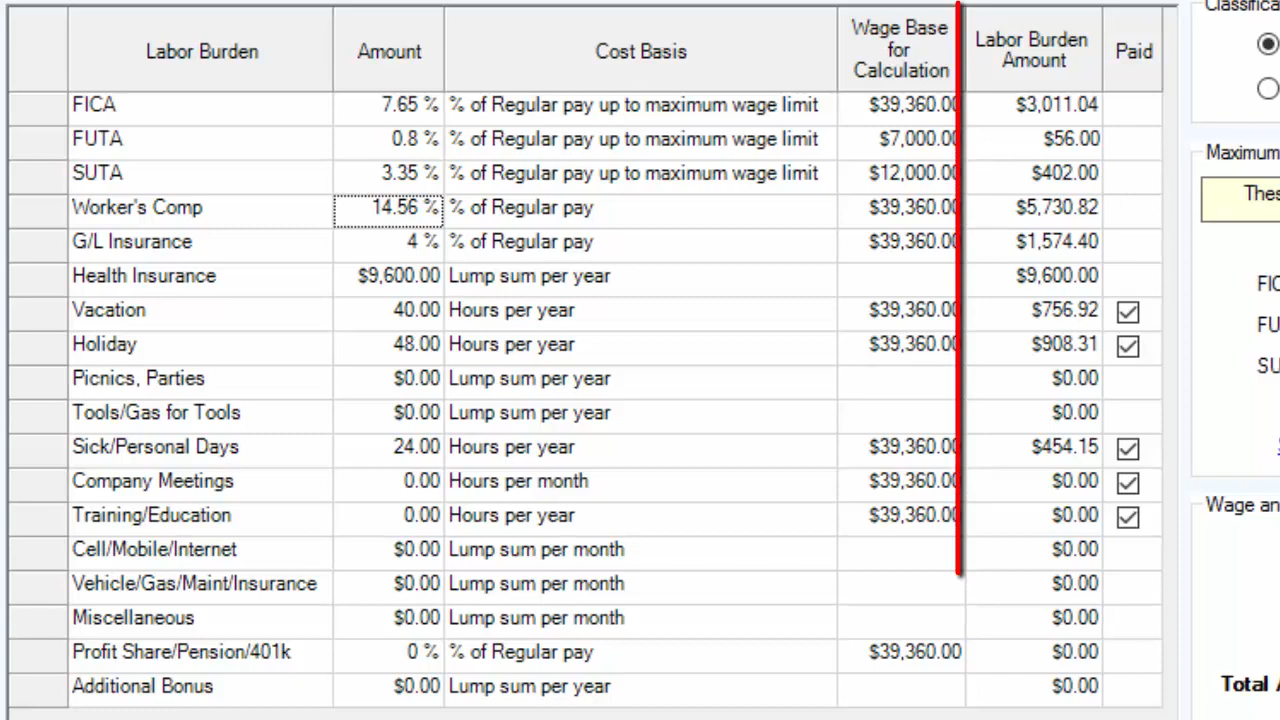 Labor Burden Amount Cost Basis Wage Base for Calculation Labor Burden Amount Paid
FICA 7.65 % % of Regular pay up to maximum wage limit $39,360.00 $3,011.04
FUTA 0.8 % % of Regular pay up to maximum wage limit $7,000.00 $56.00
SUTA 3.35 % % of Regular pay up to maximum wage limit $12,000.00 $402.00
Worker's Comp 14.56 % % of Regular pay $39,360.00 $5,730.82
G/L Insurance 4 % % of Regular pay $39,360.00 $1,574.40
Health Insurance $9,600.00 Lump sum per year $9,600.00
Vacation 40.00 Hours per year $39,360.00 $756.92
Holiday 48.00 Hours per year $39,360.00 $908.31
Picnics, Parties $0.00 Lump sum per year $0.00
Tools/Gas for Tools $0.00 Lump sum per year $0.00
Sick/Personal Days 24.00 Hours per year $39,360.00 $454.15
Company Meetings 0.00 Hours per month $39,360.00 $0.00
Training/Education 0.00 Hours per year $39,360.00 $0.00
Cell/Mobile/Internet $0.00 Lump sum per month $0.00
Vehicle/Gas/Maint/Insurance $0.00 Lump sum per month $0.00
Miscellaneous $0.00 Lump sum per month $0.00
Profit Share/Pension/401k 0 % % of Regular pay $39,360.00 $0.00
Additional Bonus $0.00 Lump sum per year $0.00
Classifica
Maximum
Thes
FIC
FU
SU
Wage an
Total A